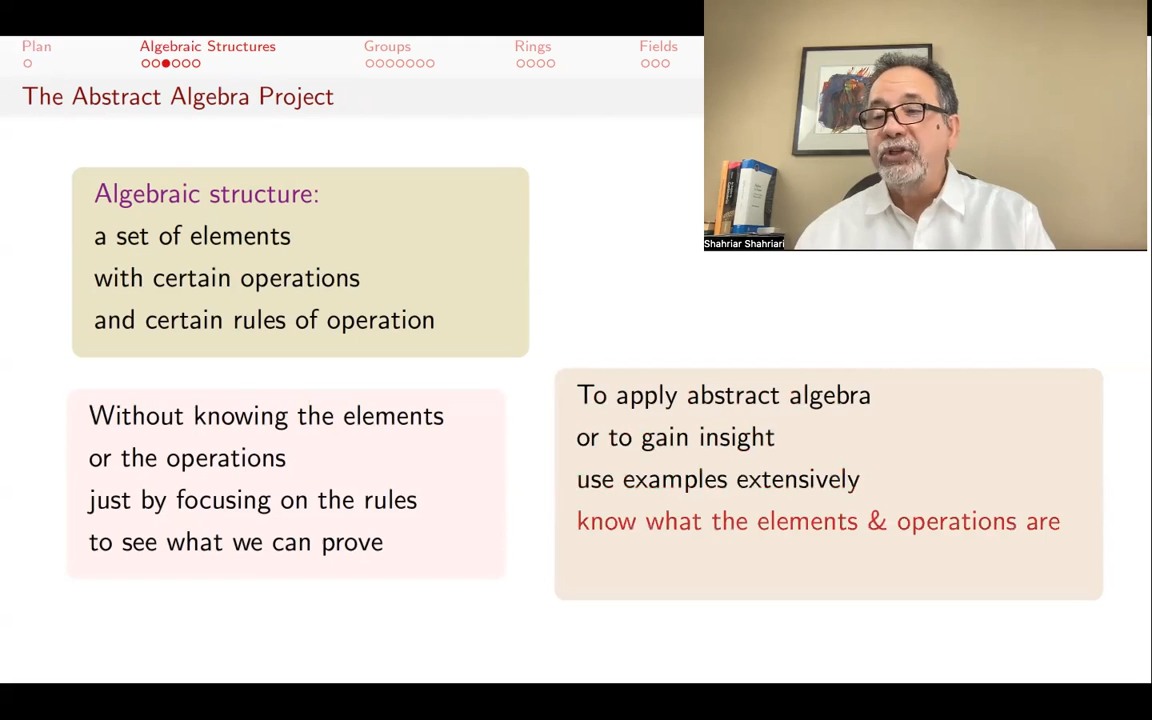 Plan Algebraic Structures Groups Rings Fields
The Abstract Algebra Project
Shahriar Shahriari
Algebraic structure:
a set of elements
with certain operations
and certain rules of operation
Without knowing the elements
or the operations
just by focusing on the rules
to see what we can prove
To apply abstract algebra
or to gain insight
use examples extensively
know what the elements & operations are